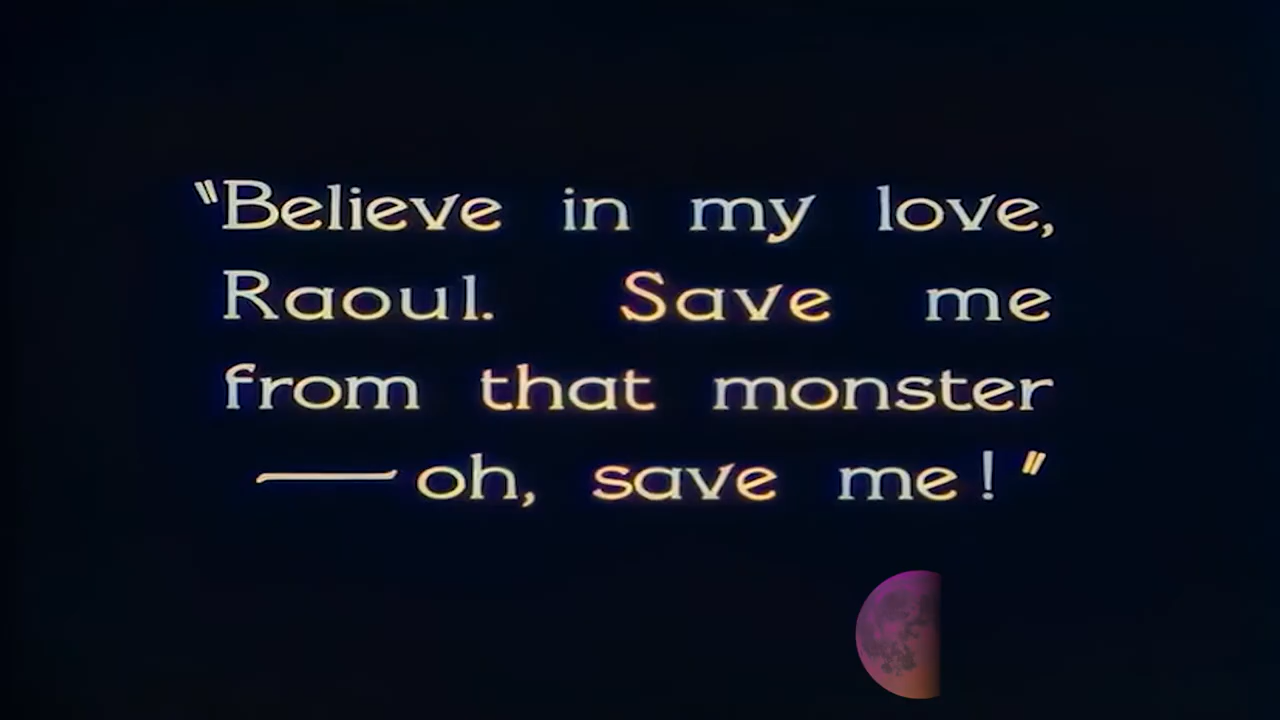 "Believe in my love,
Raoul. Save me
from that monster
—oh, save me!"